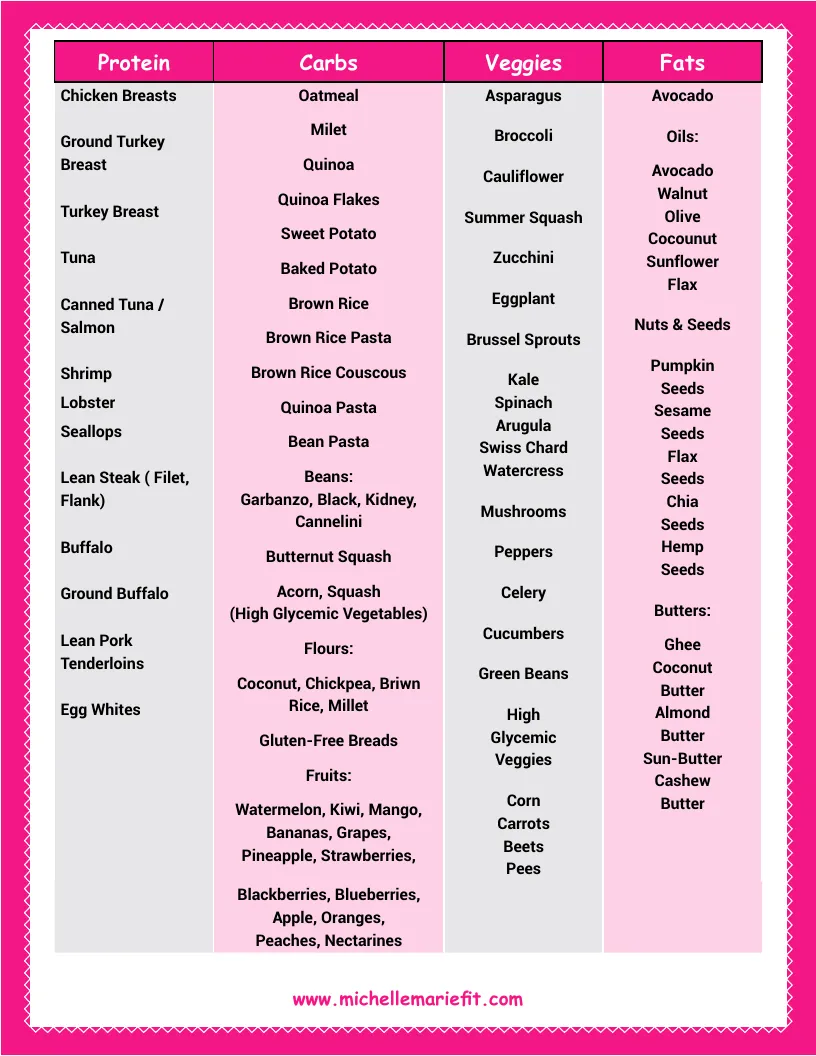 Protein
Chicken Breasts
Ground Turkey
Breast
Turkey Breast
Tuna
Canned Tuna /
Salmon
Shrimp
Lobster
Seallops
Lean Steak ( Filet,
Flank)
Buffalo
Ground Buffalo
Lean Pork
Tenderloins
Egg Whites
Carbs
Oatmeal
Milet
Quinoa
Quinoa Flakes
Sweet Potato
Baked Potato
Brown Rice
Brown Rice Pasta
Brown Rice Couscous
Quinoa Pasta
Bean Pasta
Beans:
Garbanzo, Black, Kidney,
Cannelini
Butternut Squash
Acorn, Squash
(High Glycemic Vegetables)
Flours:
Coconut, Chickpea, Briwn
Rice, Millet
Gluten-Free Breads
Fruits:
Watermelon, Kiwi, Mango,
Bananas, Grapes,
Pineapple, Strawberries,
Blackberries, Blueberries,
Apple, Oranges,
Peaches, Nectarines
Veggies
Asparagus
Broccoli
Cauliflower
Summer Squash
Zucchini
Eggplant
Brussel Sprouts
Kale
Spinach
Arugula
Swiss Chard
Watercress
Mushrooms
Peppers
Celery
Cucumbers
Green Beans
High
Glycemic
Veggies
Corn
Carrots
Beets
Pees
Fats
Avocado
Oils:
Avocado
Walnut
Olive
Cocounut
Sunflower
Flax
Nuts & Seeds
Pumpkin
Seeds
Sesame
Seeds
Flax
Seeds
Chia
Seeds
Hemp
Seeds
Butters:
Ghee
Coconut
Butter
Almond
Butter
Sun-Butter
Cashew
Butter
www.michellemariefit.com